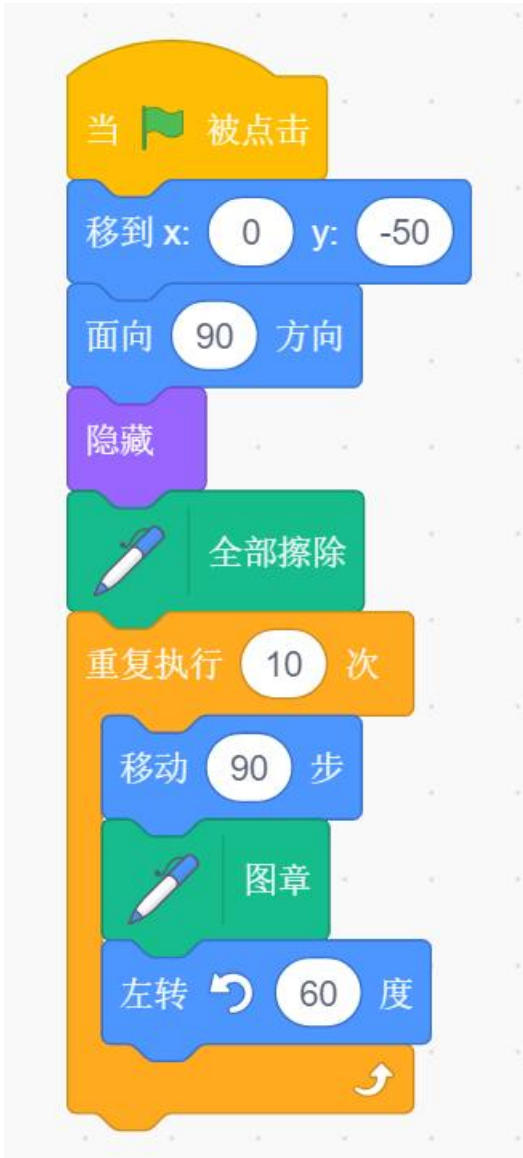 当 被点击
移到 x: 0 y: -50
面向 90 方向
隐藏
全部擦除
重复执行 10 次
移动 90 步
图章
左转 60 度